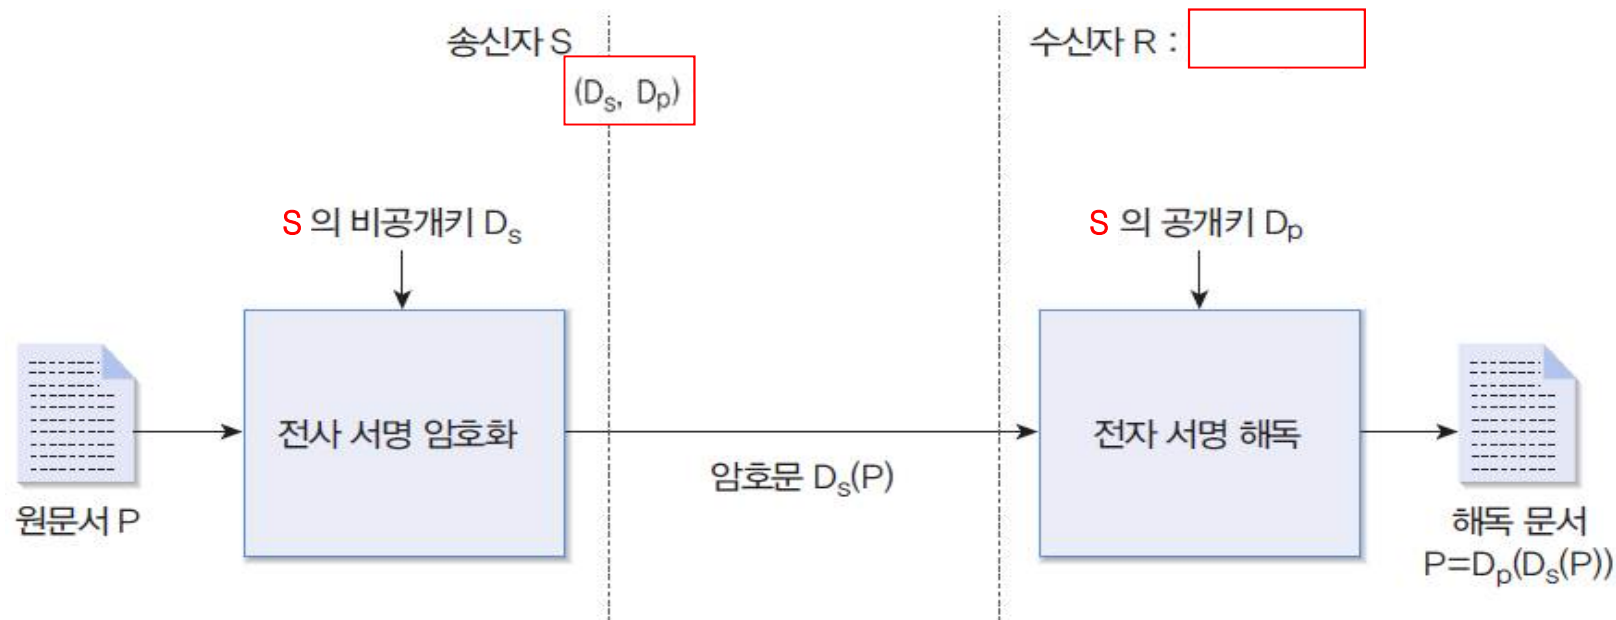 송신자 S
(Ds, Dp)
수신자 R :
S 의 비공개키 Ds
S 의 공개키 Dp
원문서 P
전사 서명 암호화
암호문 Ds(P)
전자 서명 해독
해독 문서
P=Dp(Ds(P))